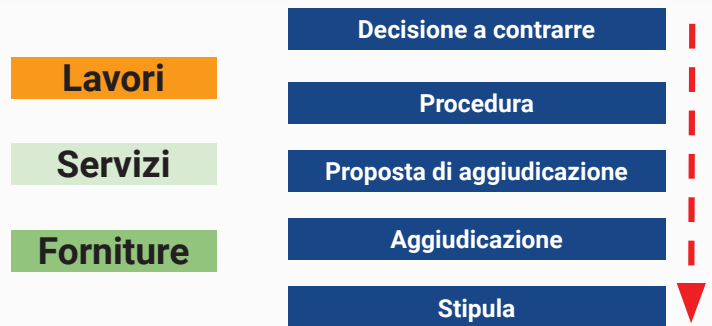 Lavori
Servizi
Forniture
Decisione a contrarre
Procedura
Proposta di aggiudicazione
Aggiudicazione
Stipula